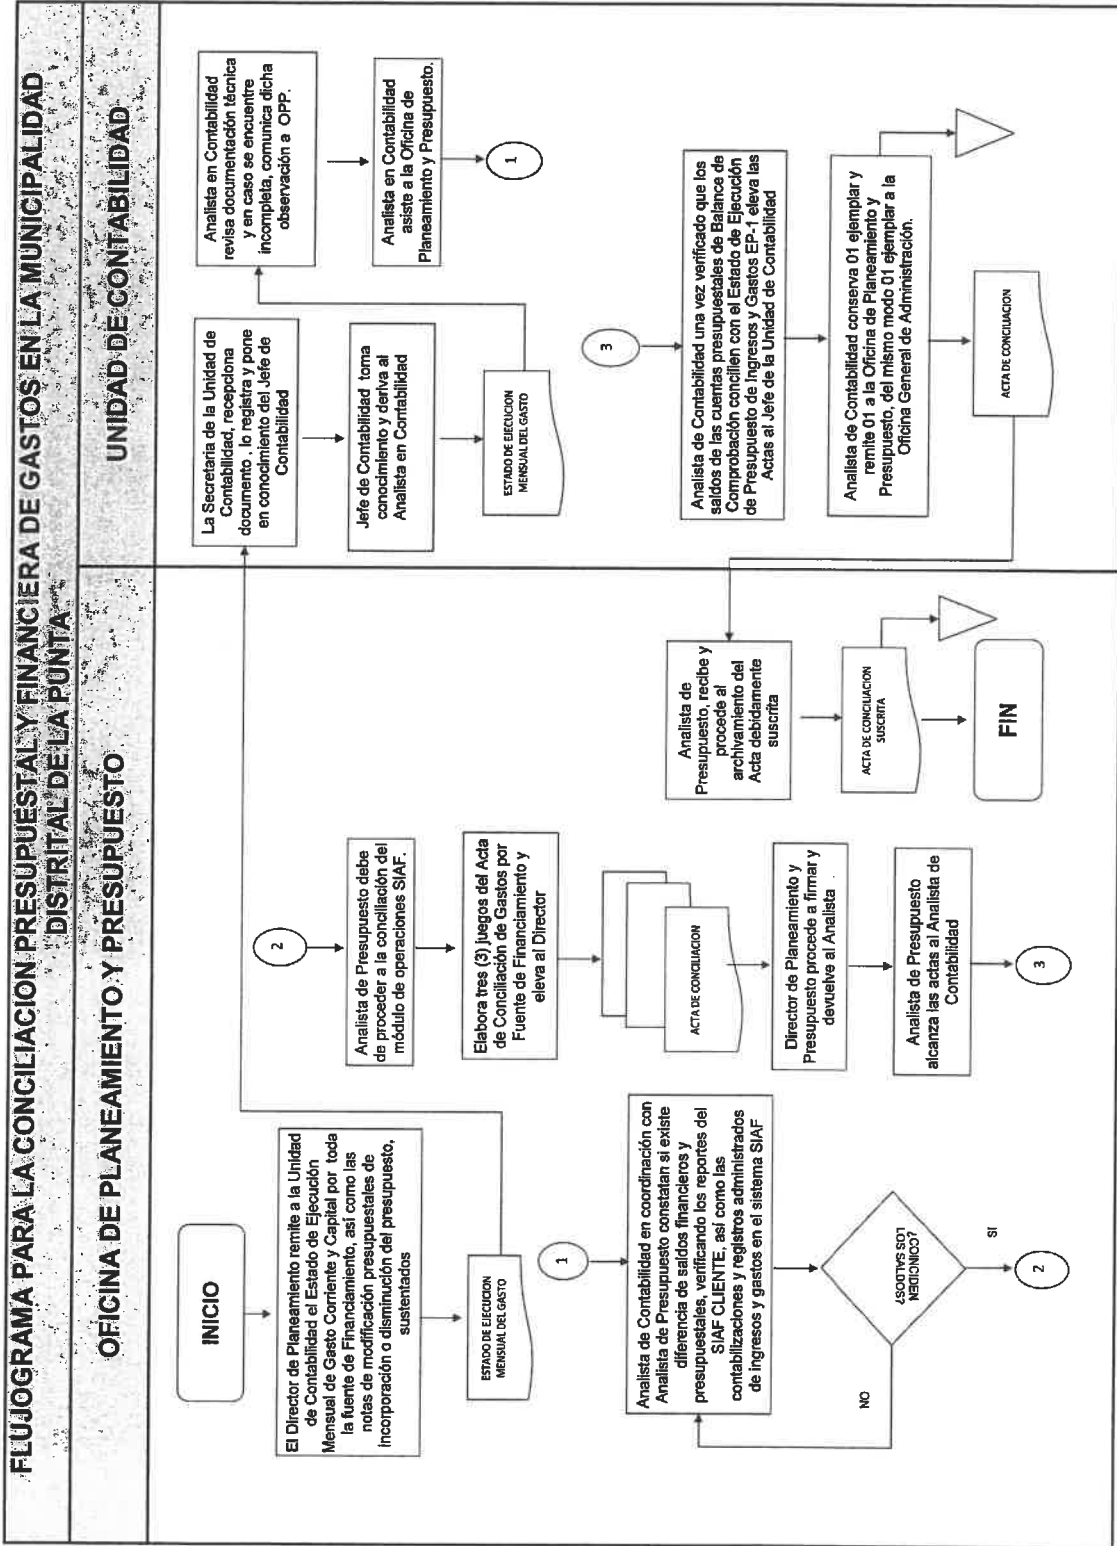 FLUJOGRAMA PARA LA CONCILIACION PRESUPUESTAL Y FINANCIERA DE GASTOS EN LA MUNICIPALIDAD
DISTRITAL DE LA PUNTA
OFICINA DE PLANEAMIENTO Y PRESUPUESTO
UNIDAD DE CONTABILIDAD
INICIO
El Director de Planeamiento remite a la Unidad
de Contabilidad el Estado de Ejecución
Mensual de Gasto Corriente y Capital por toda
la fuente de Financiamiento, así como las
notas de modificación presupuestales de
incorporación o disminución del presupuesto,
sustentados
ESTADO DE EJECUCION
MENSUAL DEL GASTO
La Secretaria de la Unidad de
Contabilidad, recepciona
documento , lo registra y pone
en conocimiento del Jefe de
Contabilidad
Jefe de Contabilidad toma
conocimiento y deriva al
Analista en Contabilidad
ESTADO DE EJECUCION
MENSUAL DEL GASTO
Analista en Contabilidad
revisa documentación técnica
y en caso se encuentre
incompleta, comunica dicha
observación a OPP.
Analista en Contabilidad
asiste a la Oficina de
Planeamiento y Presupuesto.
1
1
Analista de Contabilidad en coordinación con
Analista de Presupuesto constatan si existe
diferencia de saldos financieros y
presupuestales, verificando los reportes del
SIAF CLIENTE, así como las
contabilizaciones y registros administrados
de ingresos y gastos en el sistema SIAF
¿COINCIDEN
LOS SALDOS?
NO
SI
2
2
Analista de Presupuesto debe
de proceder a la conciliación del
módulo de operaciones SIAF.
Elabora tres (3) juegos del Acta
de Conciliación de Gastos por
Fuente de Financiamiento y
eleva al Director
ACTA DE CONCILIACION
Director de Planeamiento y
Presupuesto procede a firmar y
devuelve al Analista
Analista de Presupuesto
alcanza las actas al Analista de
Contabilidad
3
3
Analista de Contabilidad una vez verificado que los
saldos de las cuentas presupuestales de Balance de
Comprobación concilien con el Estado de Ejecución
de Presupuesto de Ingresos y Gastos EP-1 eleva las
Actas al Jefe de la Unidad de Contabilidad
Analista de Contabilidad conserva 01 ejemplar y
remite 01 a la Oficina de Planeamiento y
Presupuesto, del mismo modo 01 ejemplar a la
Oficina General de Administración.
ACTA DE CONCILIACION
Analista de
Presupuesto, recibe y
procede al
archivamiento del
Acta debidamente
suscrita
ACTA DE CONCILIACION
SUSCRITA
FIN